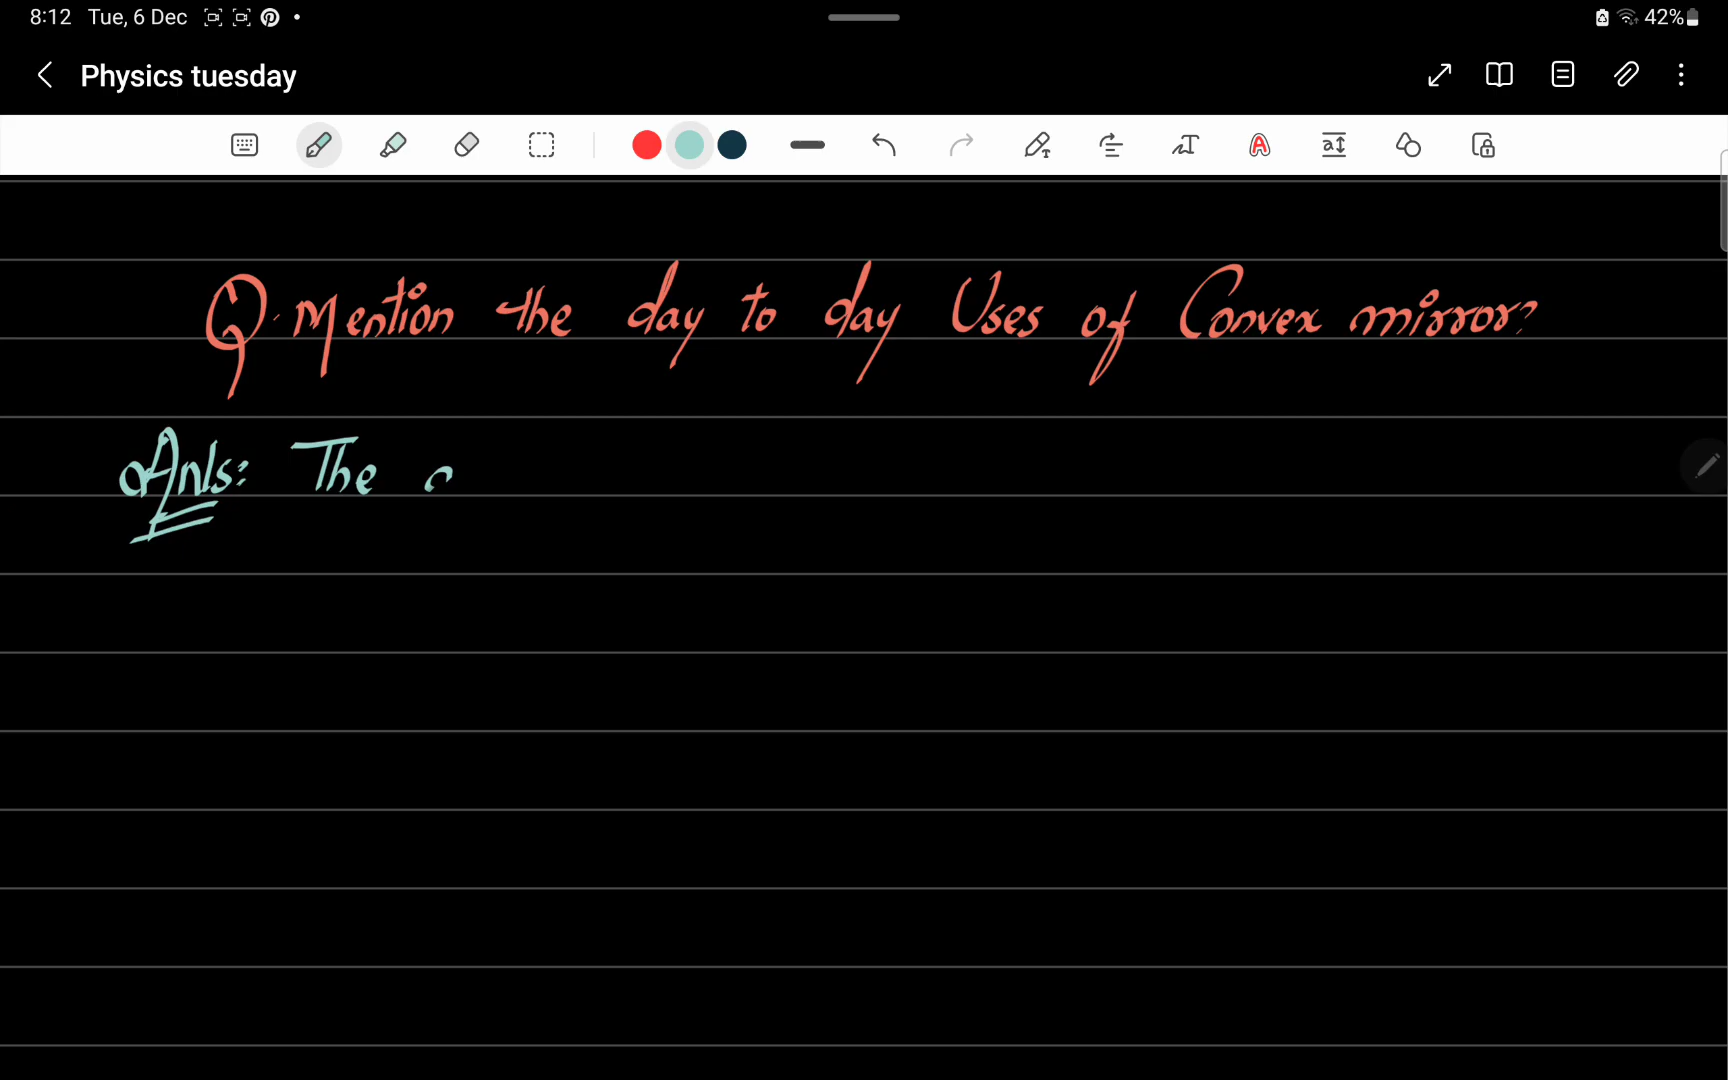 8:12 Tue, 6 Dec 42%
Physics tuesday
Q. Mention the day to day Uses of Convex mirror?
Ans: The